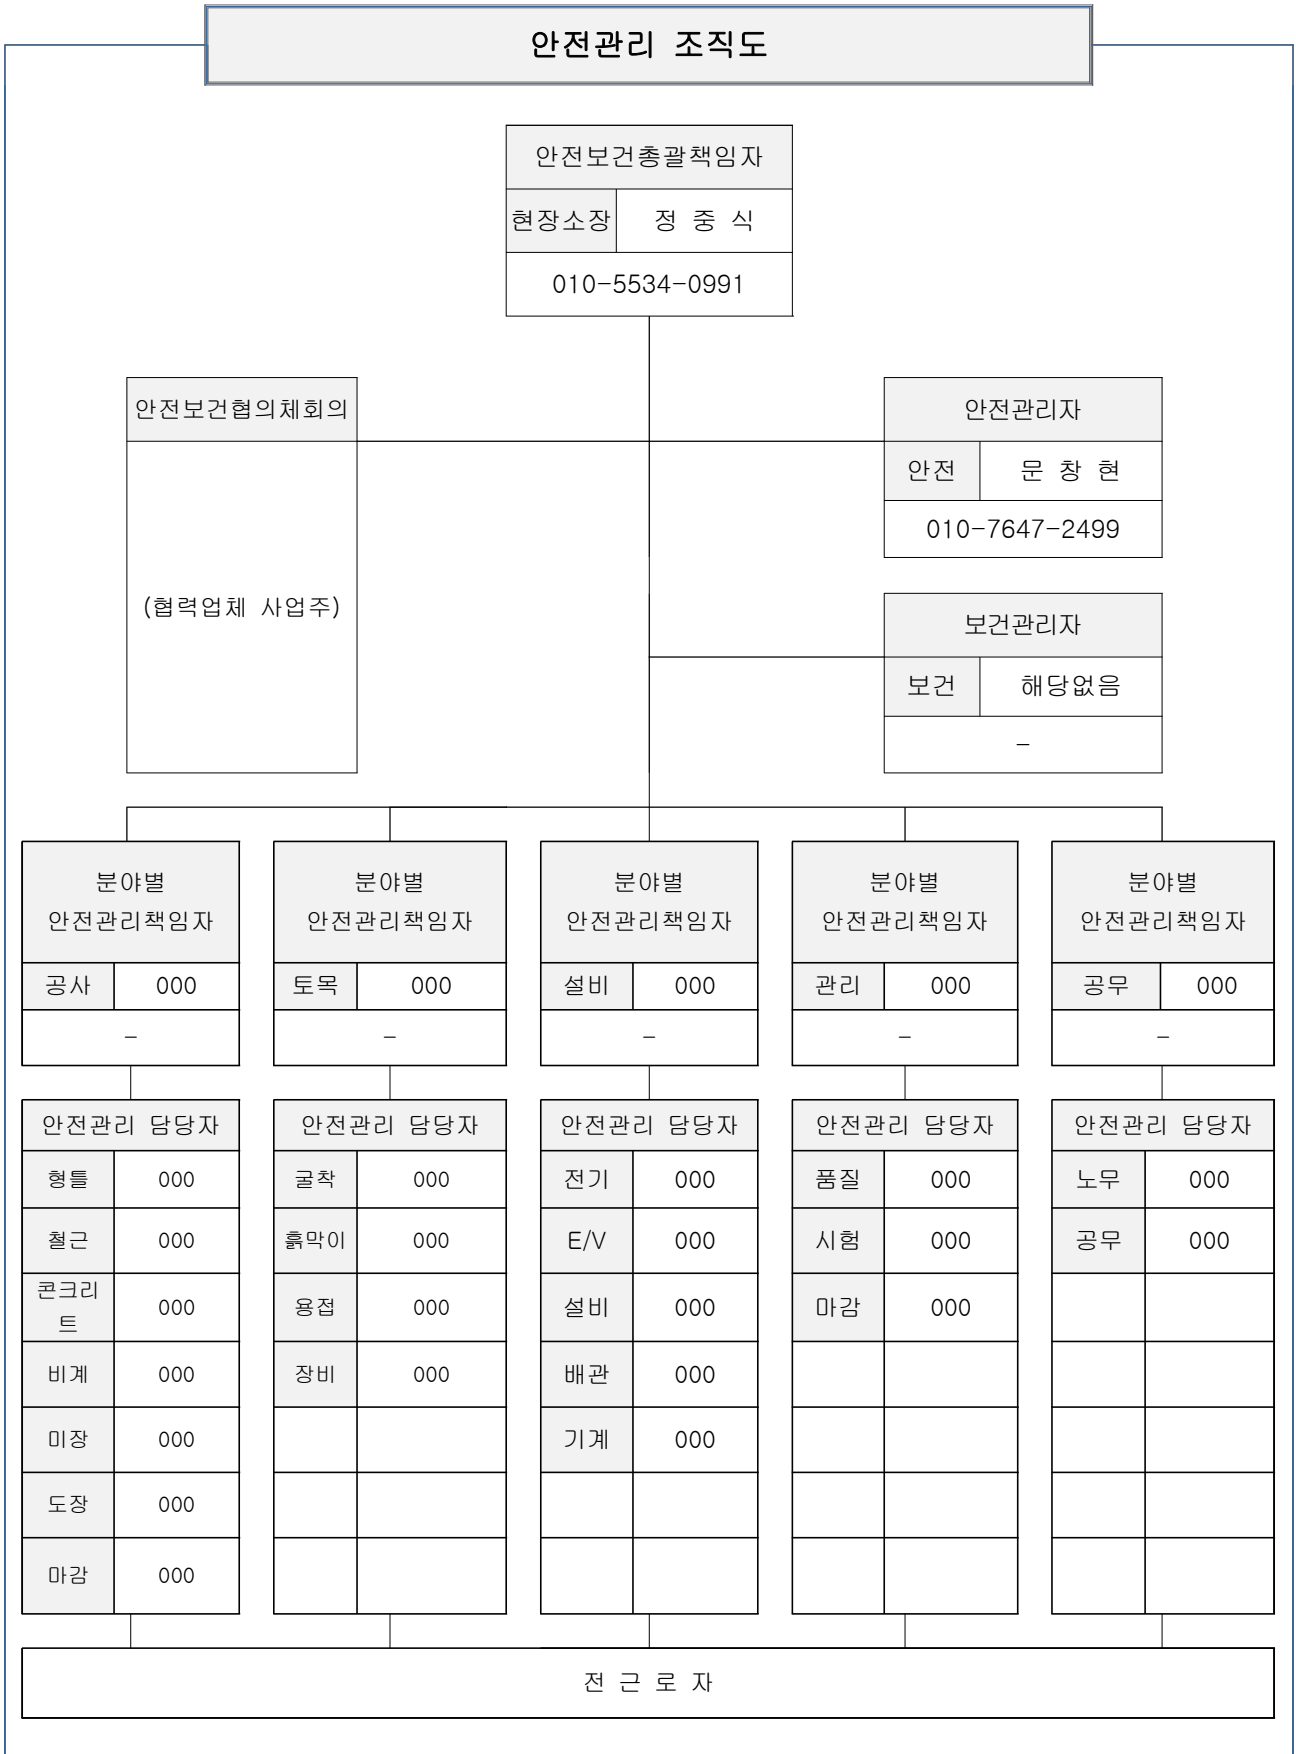 안전관리 조직도
안전보건총괄책임자
현장소장 정 중 식
010-5534-0991
안전보건협의체회의
(협력업체 사업주)
안전관리자
안전 문 창 현
010-7647-2499
보건관리자
보건 해당없음
-
분야별
안전관리책임자
공사 000
-
분야별
안전관리책임자
토목 000
-
분야별
안전관리책임자
설비 000
-
분야별
안전관리책임자
관리 000
-
분야별
안전관리책임자
공무 000
-
안전관리 담당자
형틀 000
철근 000
콘크리
트 000
비계 000
미장 000
도장 000
마감 000
안전관리 담당자
굴착 000
흙막이 000
용접 000
장비 000
안전관리 담당자
전기 000
E/V 000
설비 000
배관 000
기계 000
안전관리 담당자
품질 000
시험 000
마감 000
안전관리 담당자
노무 000
공무 000
전 근 로 자